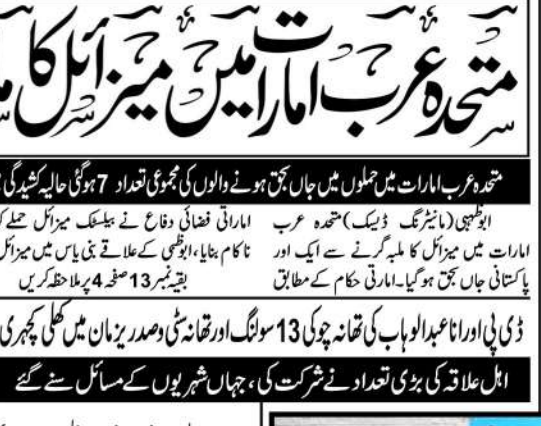 متحدہ عرب امارات میں میزائل کا
متحدہ عرب امارات میں حملوں میں جاں بحق ہونے والوں کی مجموعی تعداد 7 ہوگئی حالیہ کشیدگی
ابوظہبی (مانیٹرنگ ڈیسک) متحدہ عرب
امارات میں میزائل کا ملبہ گرنے سے ایک اور
پاکستانی جاں بحق ہوگیا۔ امارتی حکام کے مطابق
اماراتی فضائی دفاع نے بیلسٹک میزائل حملے
ناکام بنایا، ابوظبی کے علاقے بنی یاس میں میزائل
بقیہ نمبر 13 صفحہ 4 پر ملاحظہ کریں
ڈی پی او رانا عبدالوہاب کی تھانہ چوکی 13 سولنگ اور تھانہ سٹی و صدر یزمان میں کھلی کچہری
اہل علاقہ کی بڑی تعداد نے شرکت کی، جہاں شہریوں کے مسائل سنے گئے